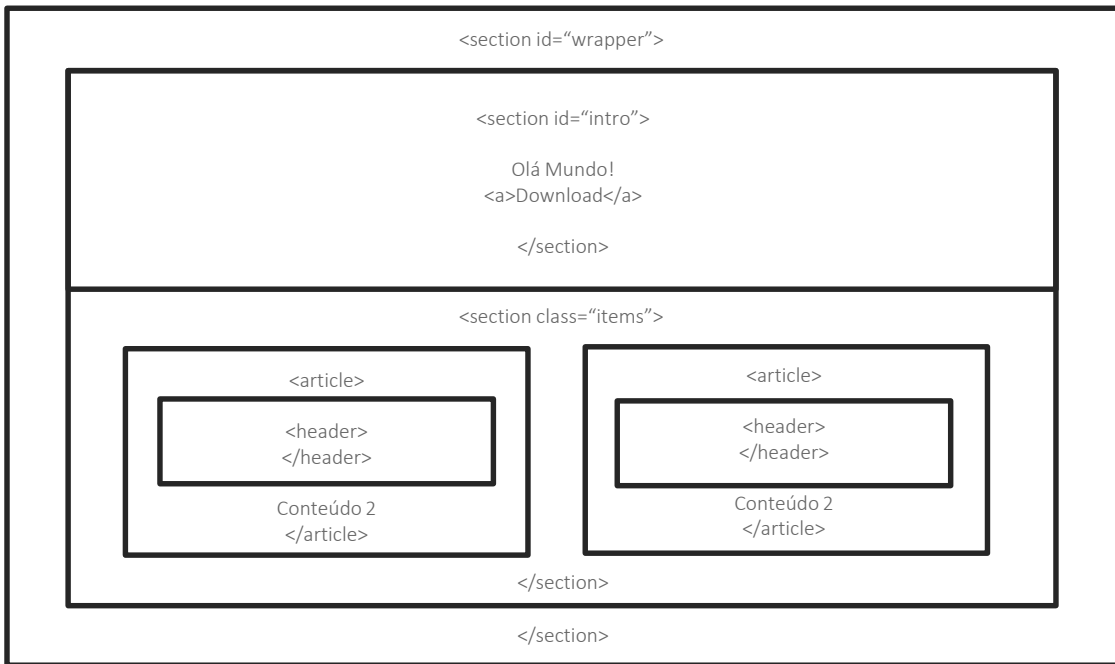 <section id=“wrapper”>
<section id=“intro”>
Olá Mundo!
<a>Download</a>
</section>
<section class=“items”>
<article>
<header>
</header>
Conteúdo 2
</article>
<article>
<header>
</header>
Conteúdo 2
</article>
</section>
</section>